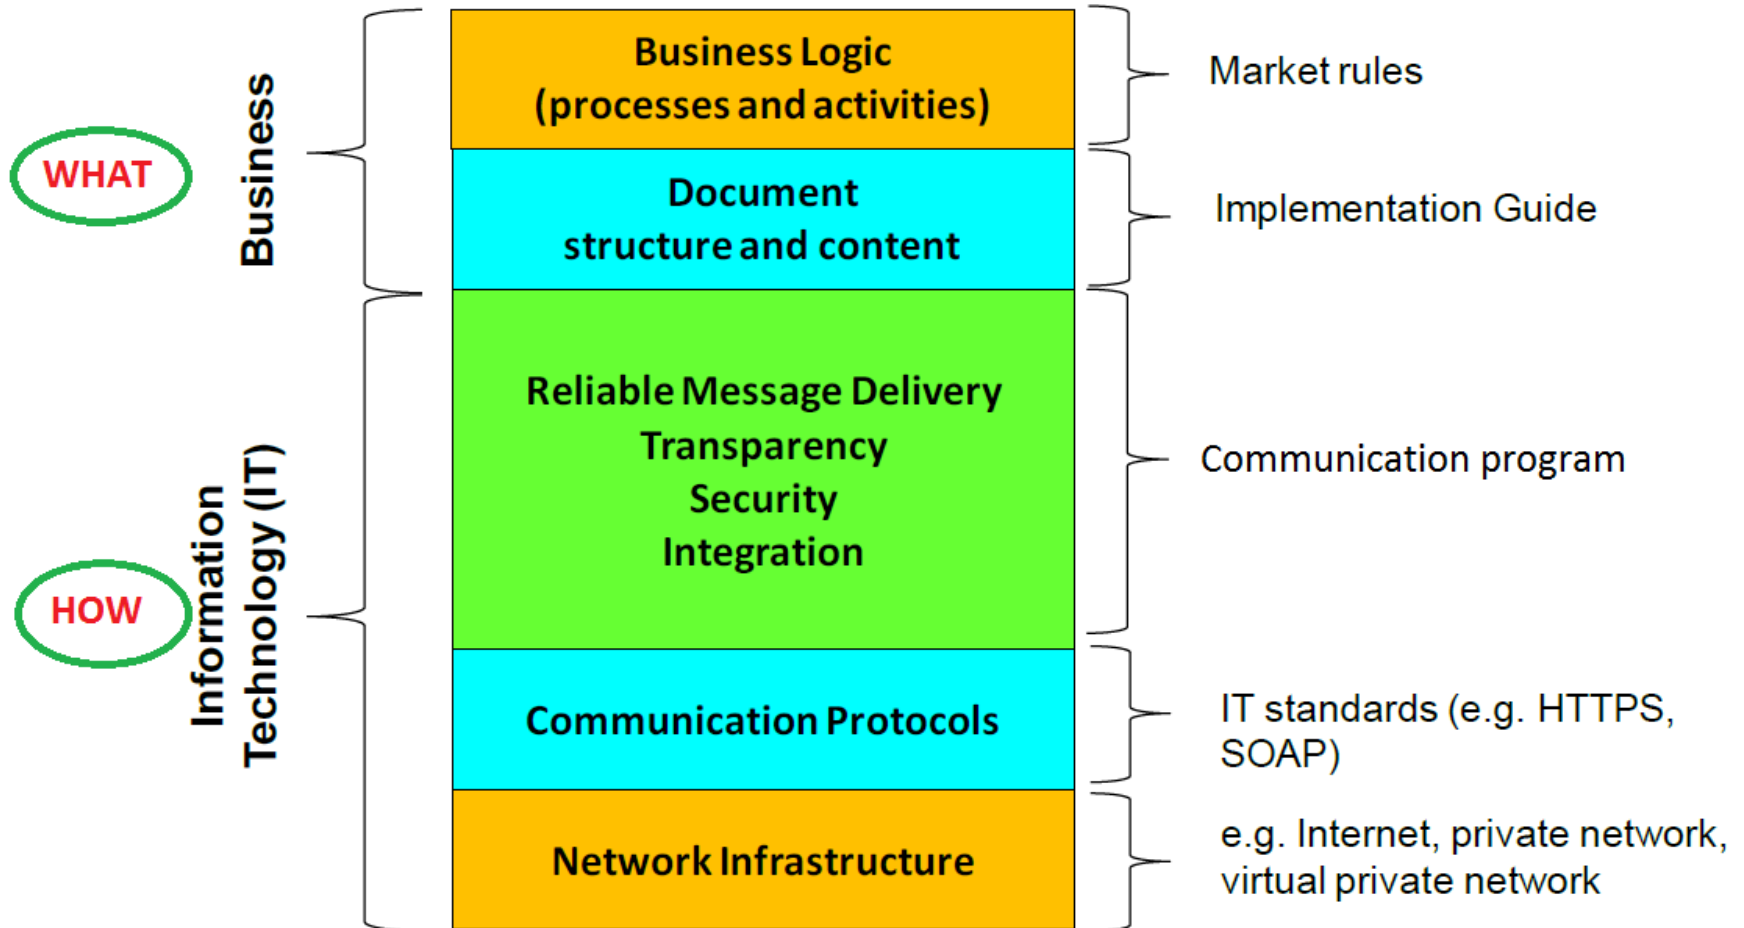 WHAT
Business
Business Logic
(processes and activities)
Market rules
Document
structure and content
Implementation Guide
HOW
Information
Technology (IT)
Reliable Message Delivery
Transparency
Security
Integration
Communication program
Communication Protocols
IT standards (e.g. HTTPS,
SOAP)
Network Infrastructure
e.g. Internet, private network,
virtual private network